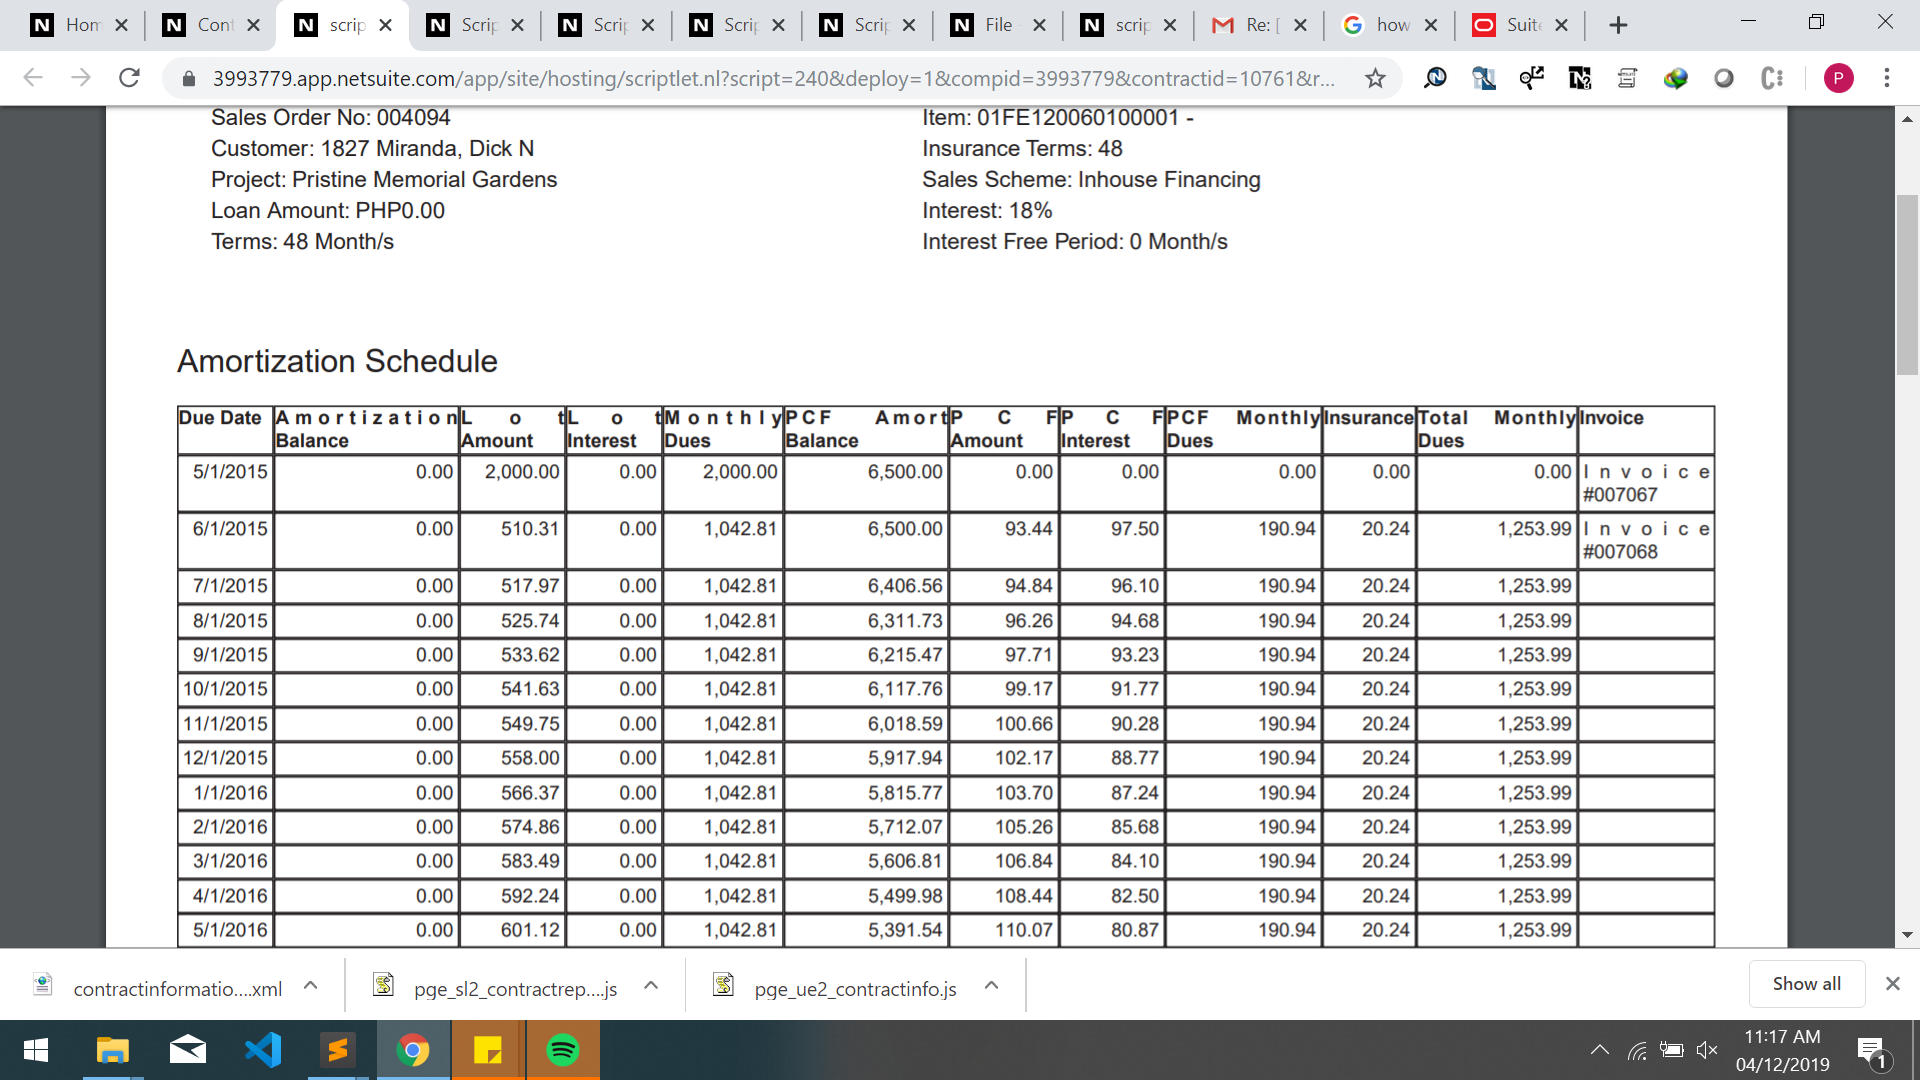 Hom
Cont
scrip
Scrip
Scrip
Scrip
Scrip
File
scrip
Re: [
how
Suite
3993779.app.netsuite.com/app/site/hosting/scriptlet.nl?script=240&deploy=1&compid=3993779&contractid=10761&r...
P
Sales Order No: 004094
Customer: 1827 Miranda, Dick N
Project: Pristine Memorial Gardens
Loan Amount: PHP0.00
Terms: 48 Month/s
Item: 01FE120060100001 -
Insurance Terms: 48
Sales Scheme: Inhouse Financing
Interest: 18%
Interest Free Period: 0 Month/s
Amortization Schedule
Due Date Amortization Balance Lot Amount Lot Interest Monthly Dues PCF Amort Balance PCF Amount PCF Interest PCF Monthly Dues Insurance Total Monthly Dues Invoice
5/1/2015 0.00 2,000.00 0.00 2,000.00 6,500.00 0.00 0.00 0.00 0.00 0.00 Invoice #007067
6/1/2015 0.00 510.31 0.00 1,042.81 6,500.00 93.44 97.50 190.94 20.24 1,253.99 Invoice #007068
7/1/2015 0.00 517.97 0.00 1,042.81 6,406.56 94.84 96.10 190.94 20.24 1,253.99
8/1/2015 0.00 525.74 0.00 1,042.81 6,311.73 96.26 94.68 190.94 20.24 1,253.99
9/1/2015 0.00 533.62 0.00 1,042.81 6,215.47 97.71 93.23 190.94 20.24 1,253.99
10/1/2015 0.00 541.63 0.00 1,042.81 6,117.76 99.17 91.77 190.94 20.24 1,253.99
11/1/2015 0.00 549.75 0.00 1,042.81 6,018.59 100.66 90.28 190.94 20.24 1,253.99
12/1/2015 0.00 558.00 0.00 1,042.81 5,917.94 102.17 88.77 190.94 20.24 1,253.99
1/1/2016 0.00 566.37 0.00 1,042.81 5,815.77 103.70 87.24 190.94 20.24 1,253.99
2/1/2016 0.00 574.86 0.00 1,042.81 5,712.07 105.26 85.68 190.94 20.24 1,253.99
3/1/2016 0.00 583.49 0.00 1,042.81 5,606.81 106.84 84.10 190.94 20.24 1,253.99
4/1/2016 0.00 592.24 0.00 1,042.81 5,499.98 108.44 82.50 190.94 20.24 1,253.99
5/1/2016 0.00 601.12 0.00 1,042.81 5,391.54 110.07 80.87 190.94 20.24 1,253.99
contractinformatio....xml
pge_sl2_contractrep....js
pge_ue2_contractinfo.js
Show all
11:17 AM
04/12/2019
1